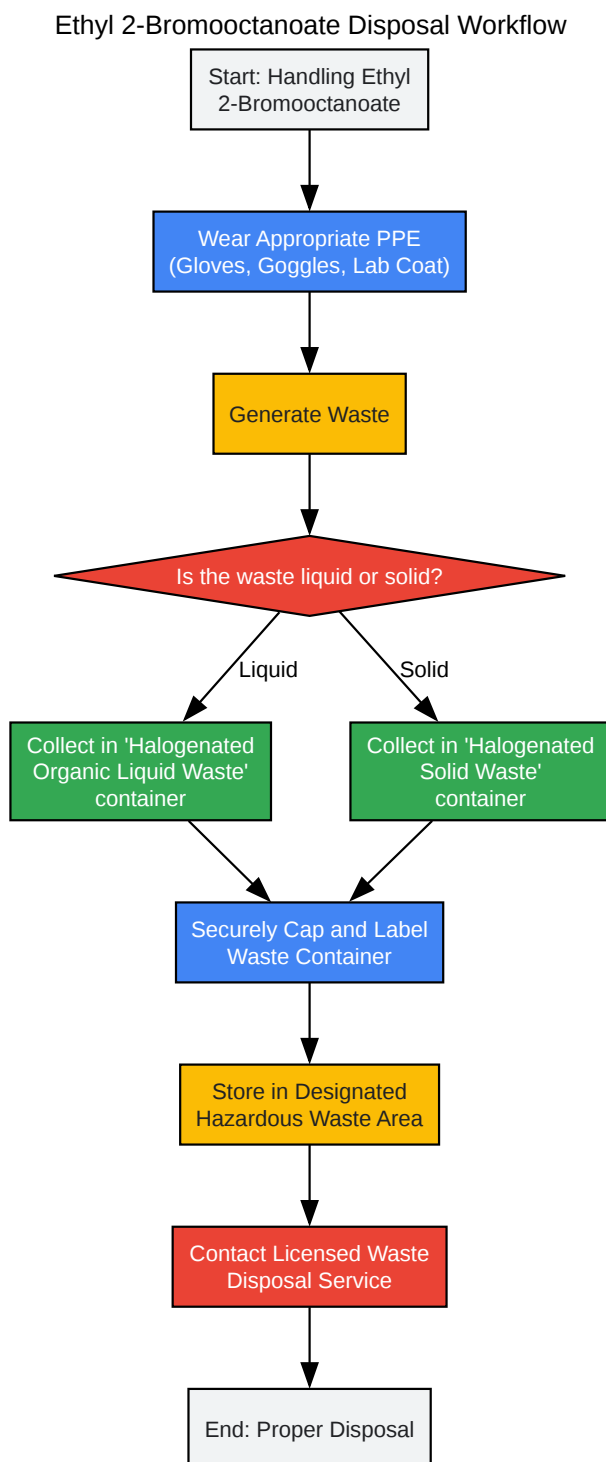 Ethyl 2-Bromooctanoate Disposal Workflow
Start: Handling Ethyl
2-Bromooctanoate
Wear Appropriate PPE
(Gloves, Goggles, Lab Coat)
Generate Waste
Is the waste liquid or solid?
Liquid
Solid
Collect in 'Halogenated
Organic Liquid Waste'
container
Collect in 'Halogenated
Solid Waste'
container
Securely Cap and Label
Waste Container
Store in Designated
Hazardous Waste Area
Contact Licensed Waste
Disposal Service
End: Proper Disposal